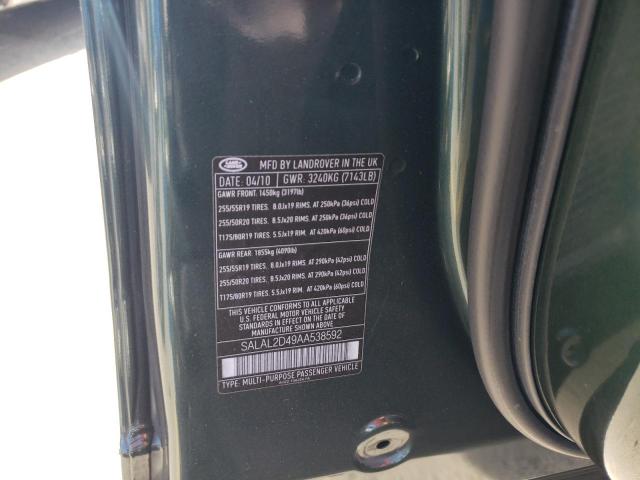 LAND ROVER
MFD BY LANDROVER IN THE UK
DATE: 04/10 GWR: 3240KG (7143LB)
GAWR FRONT: 1450kg (3197lb)
255/55R19 TIRES. 8.0Jx19 RIMS. AT 250kPa (36psi) COLD
255/50R20 TIRES. 8.5Jx20 RIMS. AT 250kPa (36psi) COLD
T175/80R19 TIRES. 5.5Jx19 RIM. AT 420kPa (60psi) COLD
GAWR REAR: 1855kg (4090lb)
255/55R19 TIRES. 8.0Jx19 RIMS. AT 290kPa (42psi) COLD
255/50R20 TIRES. 8.5Jx20 RIMS. AT 290kPa (42psi) COLD
T175/80R19 TIRES. 5.5Jx19 RIM. AT 420kPa (60psi) COLD
THIS VEHICLE CONFORMS TO ALL APPLICABLE
U.S. FEDERAL MOTOR VEHICLE SAFETY
STANDARDS IN EFFECT ON THE DATE OF
MANUFACTURE SHOWN ABOVE.
SALAL2D49AA538592
TYPE: MULTI-PURPOSE PASSENGER VEHICLE